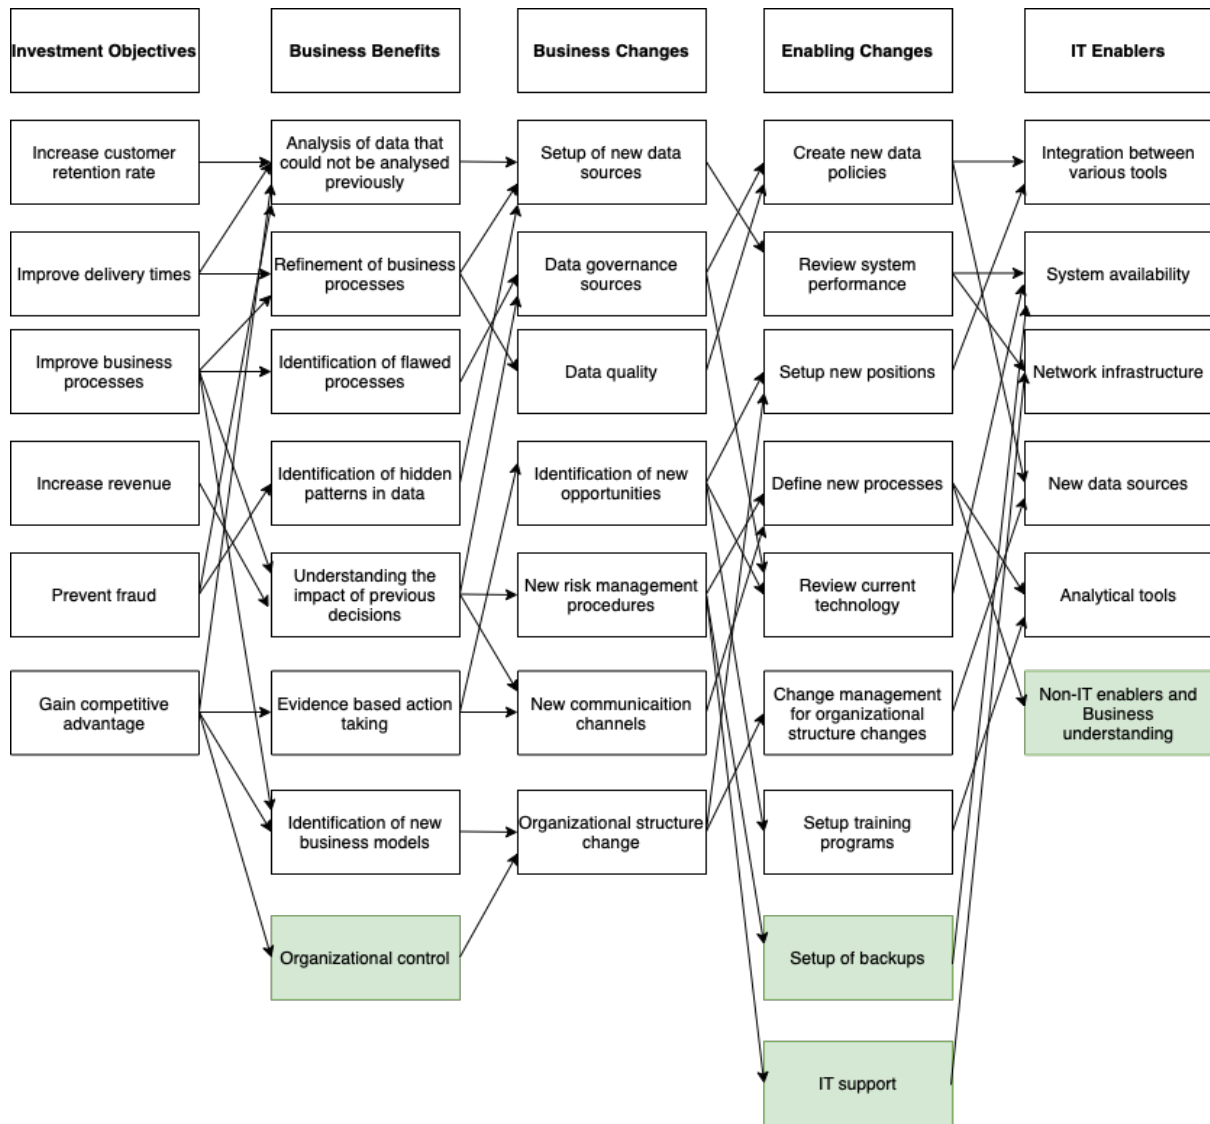 Investment Objectives
Business Benefits
Business Changes
Enabling Changes
IT Enablers
Increase customer
retention rate
Analysis of data that
could not be analysed
previously
Setup of new data
sources
Create new data
policies
Integration between
various tools
Improve delivery times
Refinement of business
processes
Data governance
sources
Review system
performance
System availability
Improve business
processes
Identification of flawed
processes
Data quality
Setup new positions
Network infrastructure
Increase revenue
Identification of hidden
patterns in data
Identification of new
opportunities
Define new processes
New data sources
Prevent fraud
Understanding the
impact of previous
decisions
New risk management
procedures
Review current
technology
Analytical tools
Gain competitive
advantage
Evidence based action
taking
New communicaition
channels
Change management
for organizational
structure changes
Non-IT enablers and
Business
understanding
Identification of new
business models
Organizational structure
change
Setup training
programs
Organizational control
Setup of backups
IT support